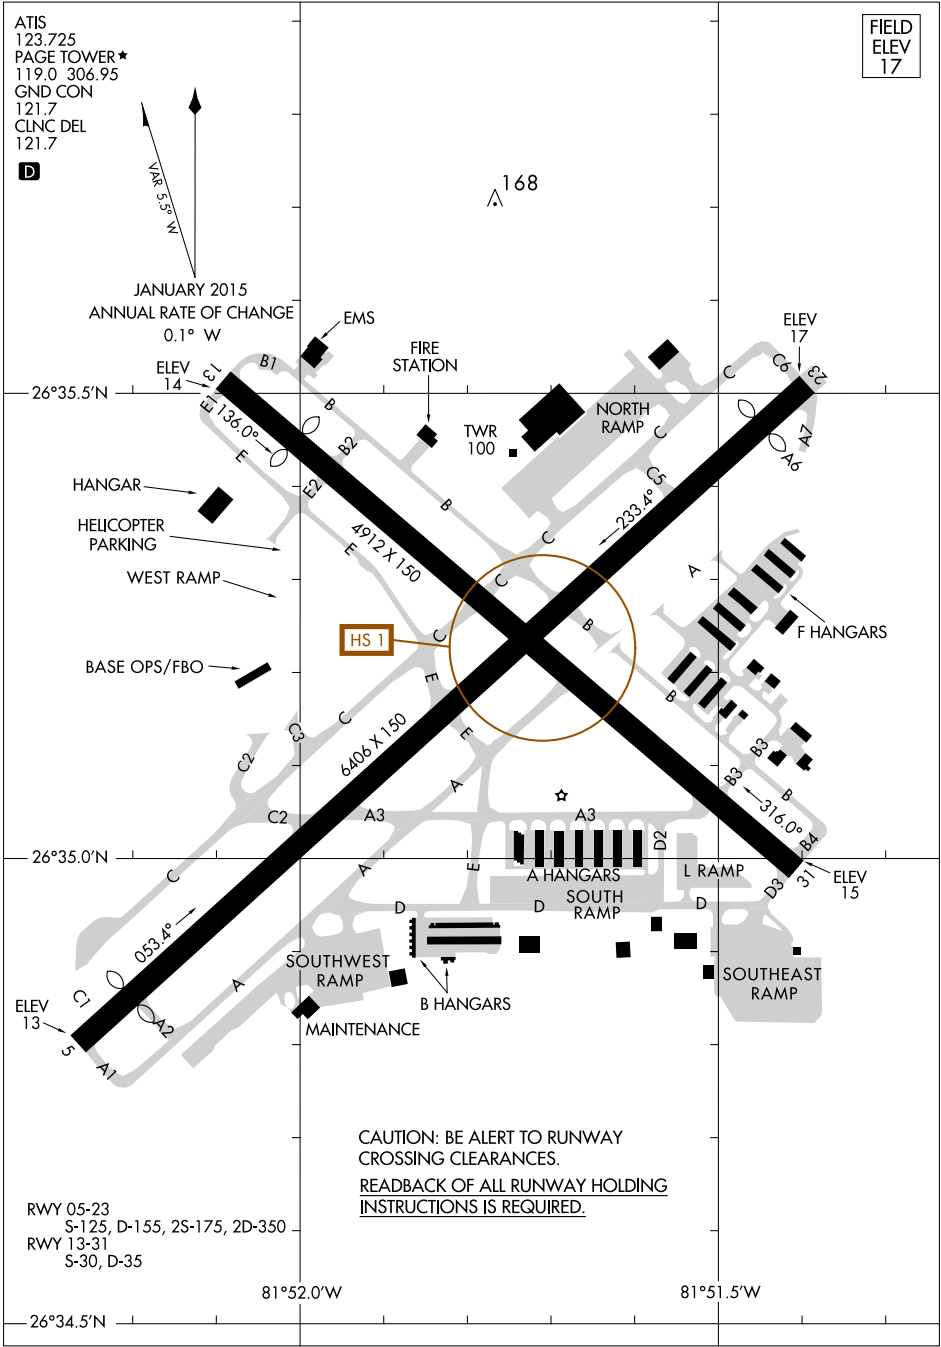 ATIS
123.725
PAGE TOWER★
119.0 306.95
GND CON
121.7
CLNC DEL
121.7
D
FIELD
ELEV
17
VAR 5.5° W
168
JANUARY 2015
ANNUAL RATE OF CHANGE
0.1° W
EMS
FIRE
STATION
ELEV
17
ELEV
14
13
B1
C
C6
23
26°35.5'N
E1
136.0°
B
B2
E
E2
TWR
100
NORTH
RAMP
C
C5
A7
A6
HANGAR
HELICOPTER
PARKING
4912 X 150
B
233.4°
C
E
A
WEST RAMP
C
HS 1
C
B
F HANGARS
BASE OPS/FBO
E
B
C
C3
6406 X 150
E
C2
A
B3
B3
B
316.0°
C2
A3
A3
D2
B4
26°35.0'N
A
E
A HANGARS
L RAMP
31
ELEV
15
C
SOUTH
RAMP
D3
D
D
D
053.4°
SOUTHWEST
RAMP
SOUTHEAST
RAMP
A
C1
A2
B HANGARS
ELEV
13
MAINTENANCE
5
A1
CAUTION: BE ALERT TO RUNWAY
CROSSING CLEARANCES.
READBACK OF ALL RUNWAY HOLDING
INSTRUCTIONS IS REQUIRED.
RWY 05-23
S-125, D-155, 2S-175, 2D-350
RWY 13-31
S-30, D-35
81°52.0'W
81°51.5'W
26°34.5'N